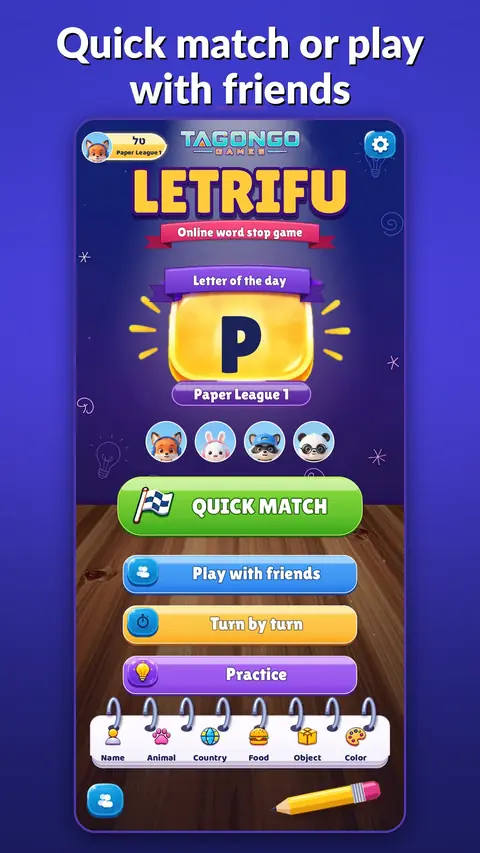 Quick match or play
with friends
טל
Paper League 1
TAGONGO
GAMES
LETRIFU
Online word stop game
Letter of the day
P
Paper League 1
QUICK MATCH
Play with friends
Turn by turn
Practice
Name Animal Country Food Object Color